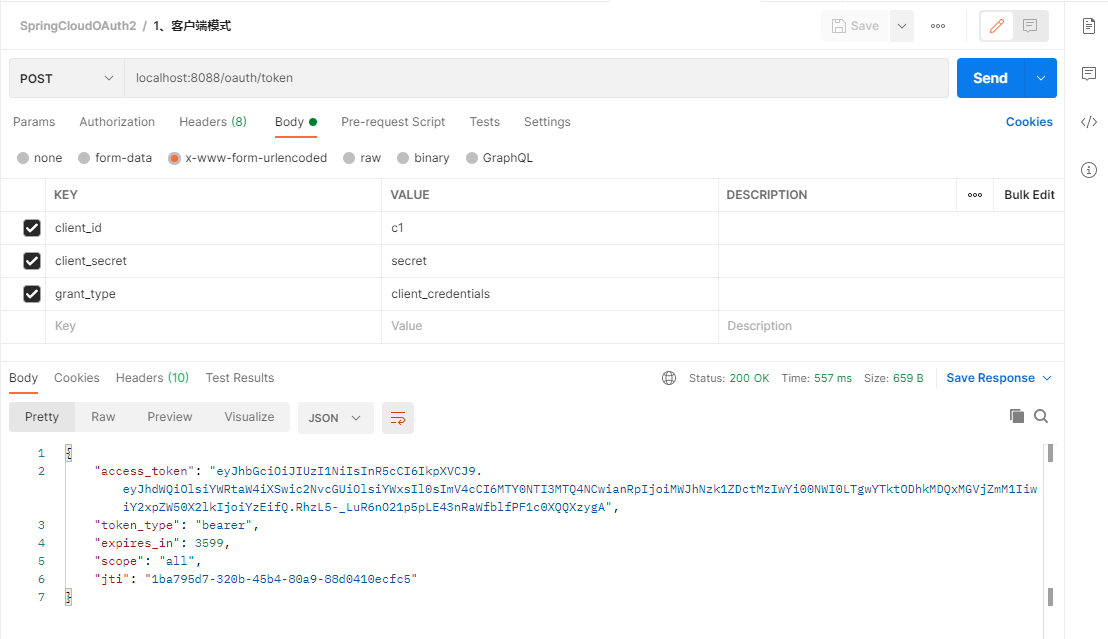 SpringCloudOAuth2 / 1、客户端模式 Save
POST localhost:8088/oauth/token Send
Params Authorization Headers (8) Body Pre-request Script Tests Settings Cookies
none form-data x-www-form-urlencoded raw binary GraphQL
KEY VALUE DESCRIPTION Bulk Edit
client_id c1
client_secret secret
grant_type client_credentials
Key Value Description
Body Cookies Headers (10) Test Results Status: 200 OK Time: 557 ms Size: 659 B Save Response
Pretty Raw Preview Visualize JSON
1 {
2 "access_token": "eyJhbGciOiJIUzI1NiIsInR5cCI6IkpXVCJ9.
eyJhdWQiOlsiYWRtaW4iXSwic2NvcGUiOlsiYWxsIl0sImV4cCI6MTY0NTI3MTQ4NCwianRpIjoiMWJhNzk1ZDctMzIwYi00NWI0LTgwYTktODhkMDQxMGVjZmM1Iiw
iY2xpZW50X2lkIjoiYzEifQ.RhzL5-_LuR6nO21p5pLE43nRaWfblfPF1c0XQQXzygA",
3 "token_type": "bearer",
4 "expires_in": 3599,
5 "scope": "all",
6 "jti": "1ba795d7-320b-45b4-80a9-88d0410ecfc5"
7 }